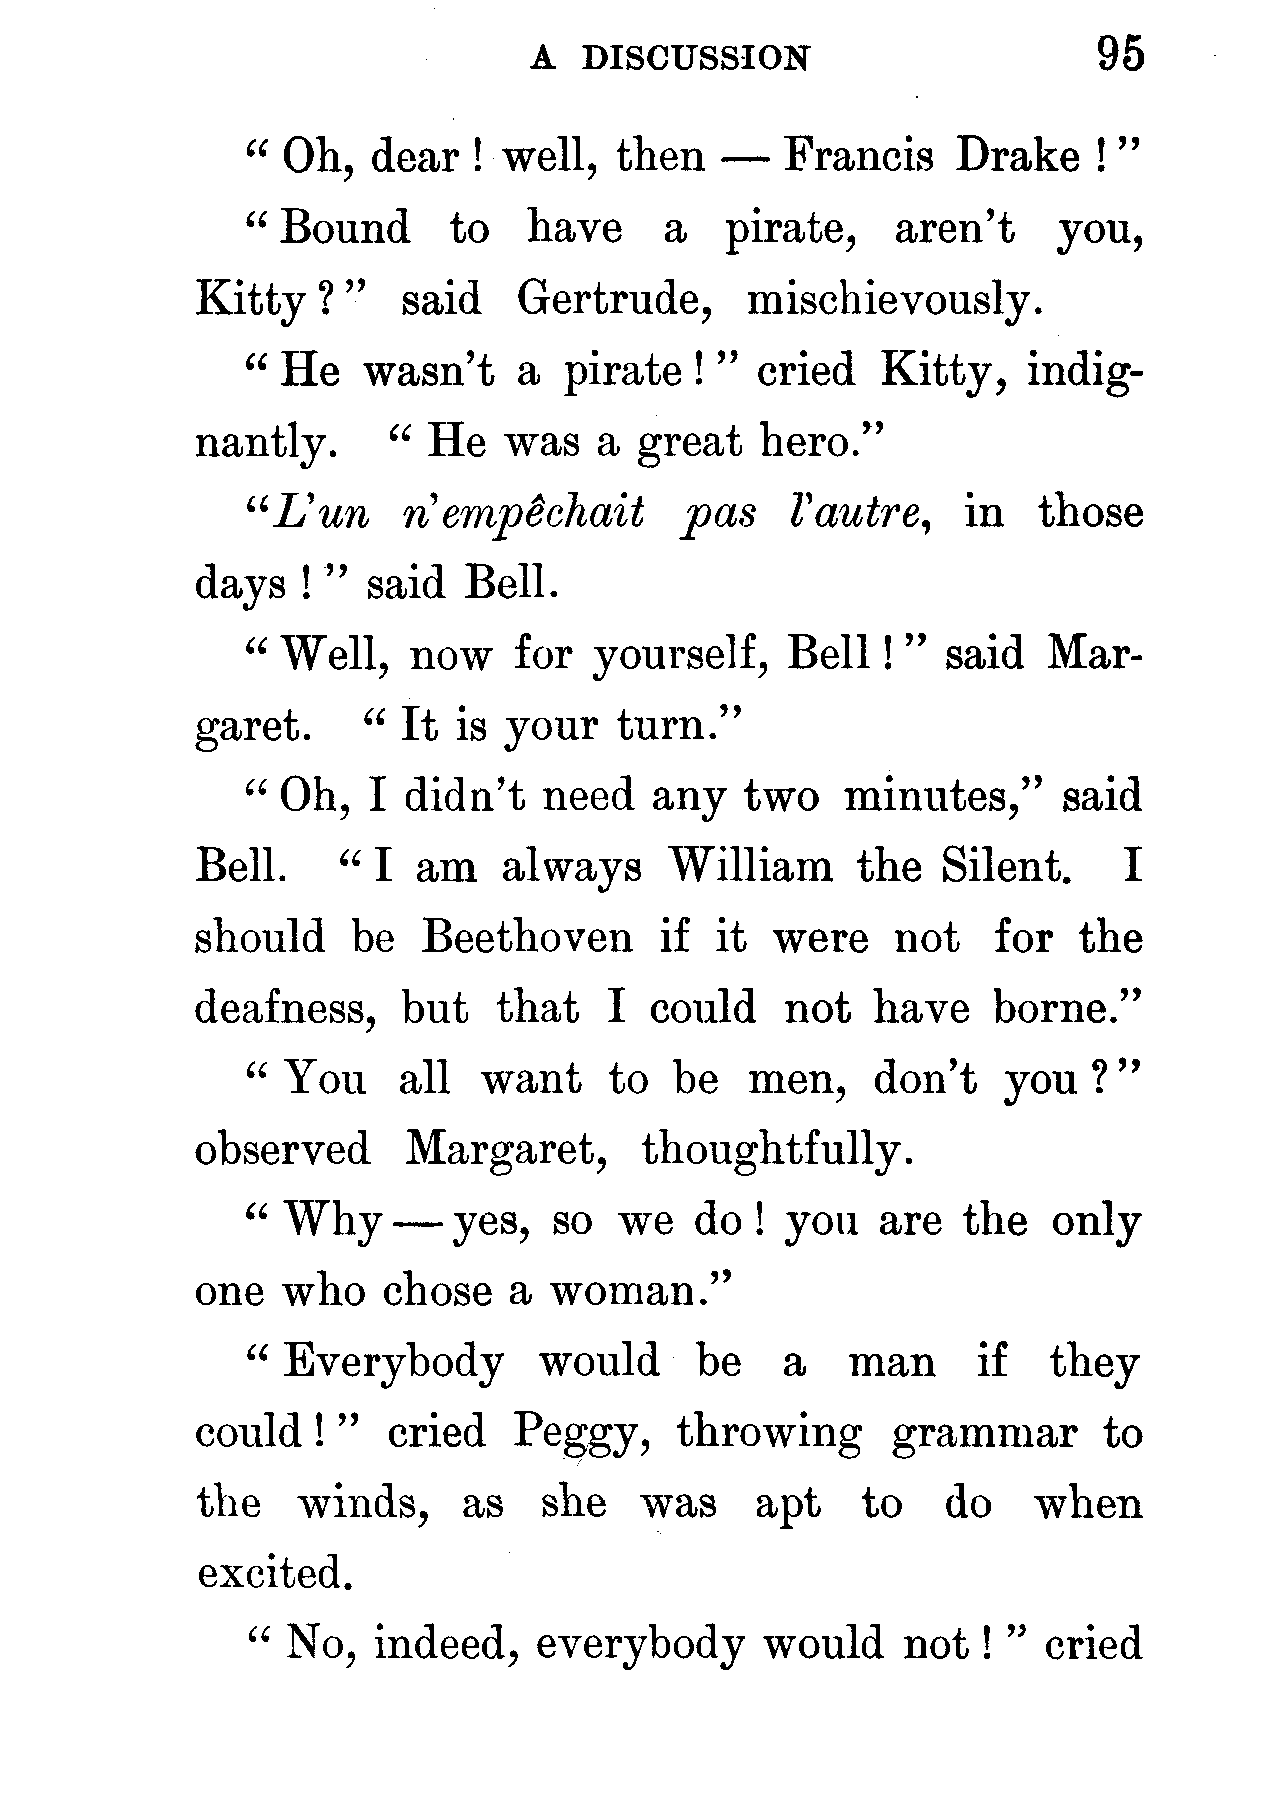 A DISCUSSION 95
“ Oh, dear ! well, then — Francis Drake ! ”
“ Bound to have a pirate, aren’t you,
Kitty ? ” said Gertrude, mischievously.
“ He wasn’t a pirate ! ” cried Kitty, indig-
nantly. “ He was a great hero.”
“L’un n’empêchait pas l’autre, in those
days ! ” said Bell.
“ Well, now for yourself, Bell ! ” said Mar-
garet. “ It is your turn.”
“ Oh, I didn’t need any two minutes,” said
Bell. “ I am always William the Silent. I
should be Beethoven if it were not for the
deafness, but that I could not have borne.”
“ You all want to be men, don’t you ? ”
observed Margaret, thoughtfully.
“ Why — yes, so we do ! you are the only
one who chose a woman.”
“ Everybody would be a man if they
could ! ” cried Peggy, throwing grammar to
the winds, as she was apt to do when
excited.
“ No, indeed, everybody would not ! ” cried